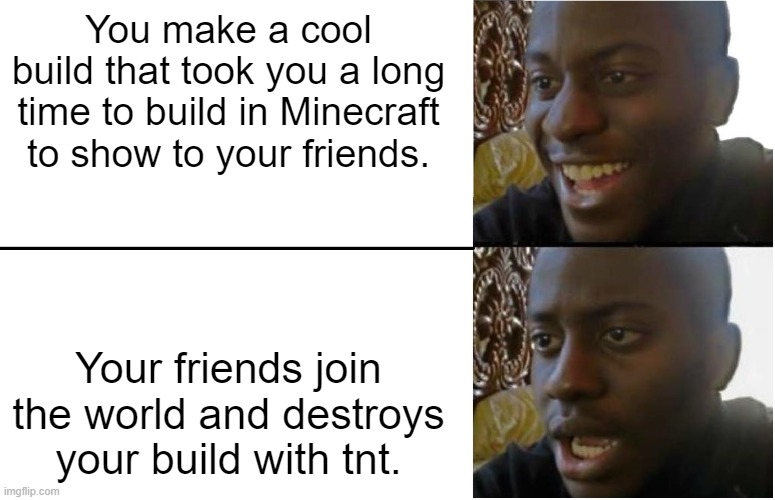 You make a cool
build that took you a long
time to build in Minecraft
to show to your friends.
Your friends join
the world and destroys
your build with tnt.
imgflip.com